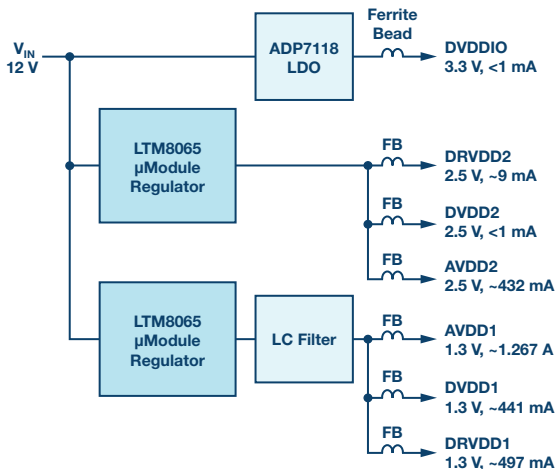 V_IN
12 V
ADP7118
LDO
Ferrite
Bead
DVDDIO
3.3 V, <1 mA
LTM8065
µModule
Regulator
FB
DRVDD2
2.5 V, ~9 mA
FB
DVDD2
2.5 V, <1 mA
FB
AVDD2
2.5 V, ~432 mA
LTM8065
µModule
Regulator
LC Filter
FB
AVDD1
1.3 V, ~1.267 A
FB
DVDD1
1.3 V, ~441 mA
FB
DRVDD1
1.3 V, ~497 mA